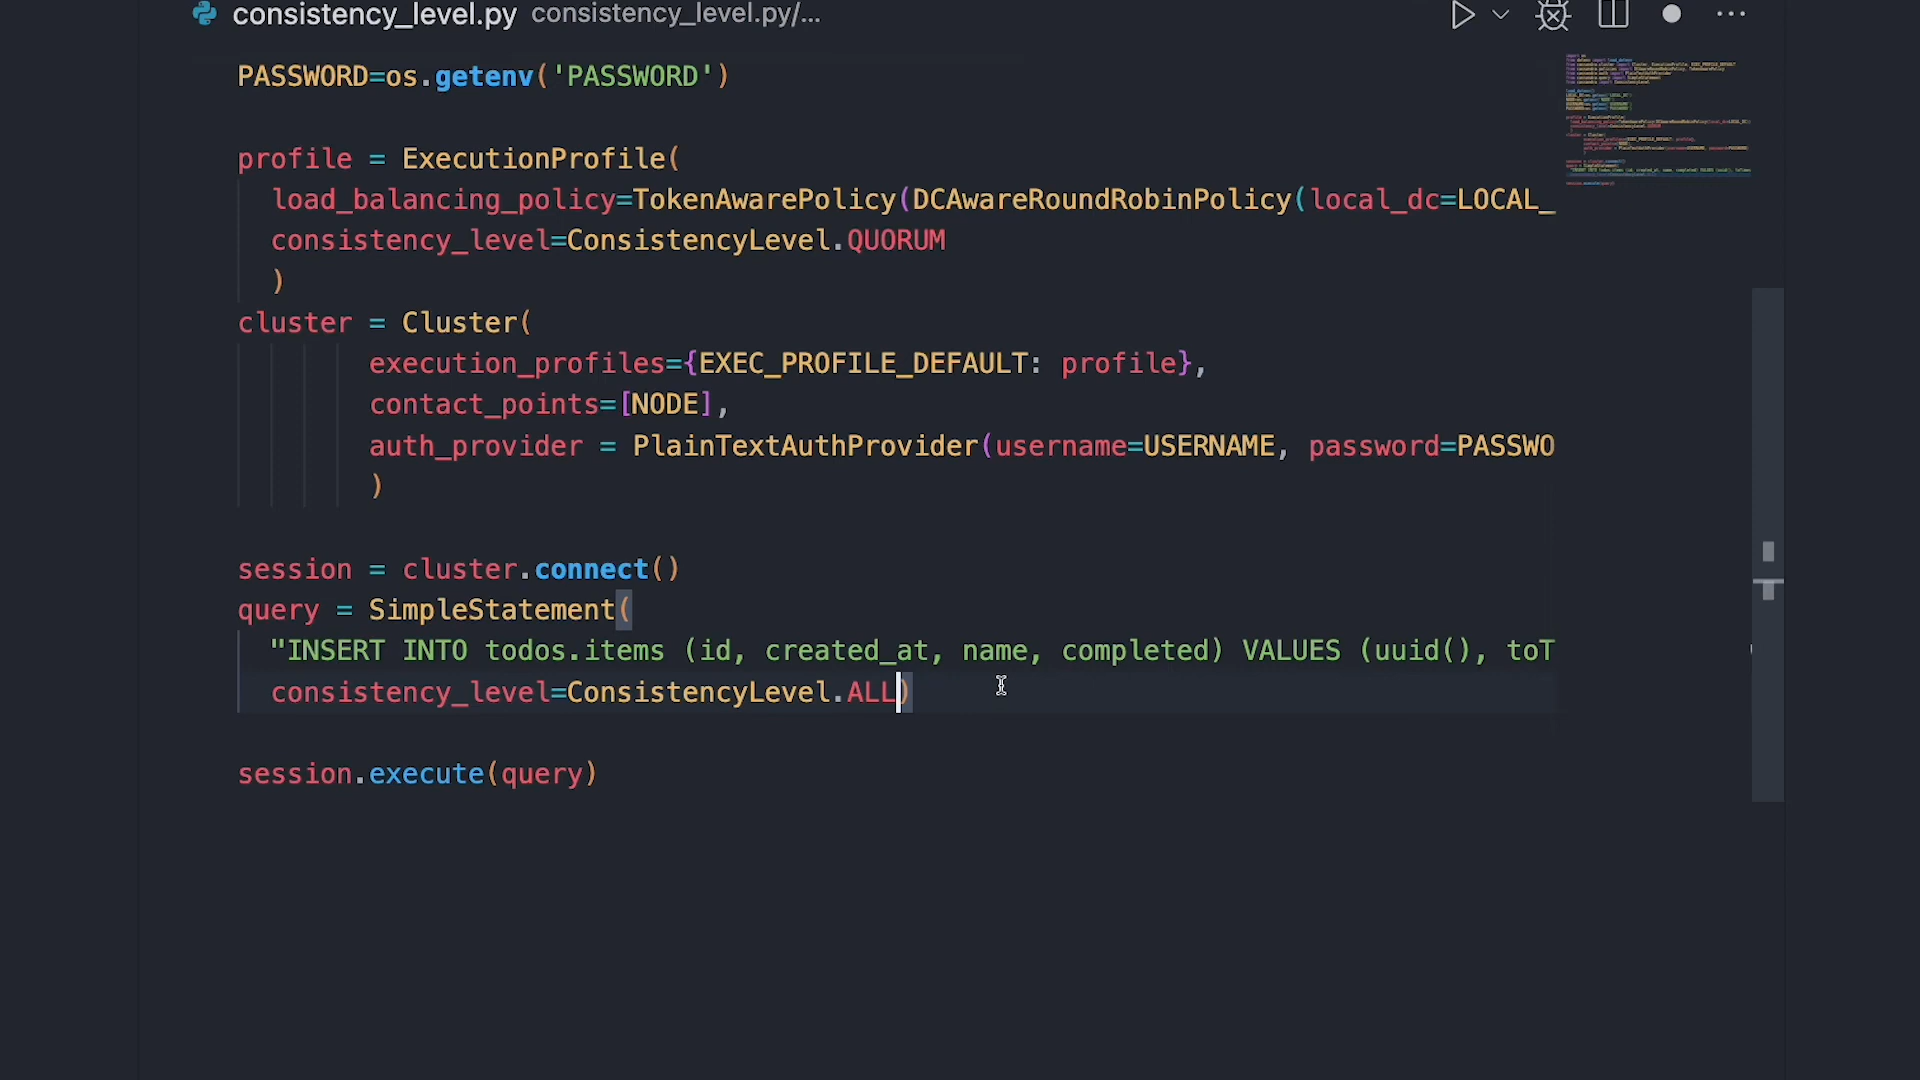 consistency_level.py consistency_level.py/...
PASSWORD=os.getenv('PASSWORD')
profile = ExecutionProfile(
load_balancing_policy=TokenAwarePolicy(DCAwareRoundRobinPolicy(local_dc=LOCAL_
consistency_level=ConsistencyLevel.QUORUM
)
cluster = Cluster(
execution_profiles={EXEC_PROFILE_DEFAULT: profile},
contact_points=[NODE],
auth_provider = PlainTextAuthProvider(username=USERNAME, password=PASSWO
)
session = cluster.connect()
query = SimpleStatement(
"INSERT INTO todos.items (id, created_at, name, completed) VALUES (uuid(), toT
consistency_level=ConsistencyLevel.ALL)
session.execute(query)